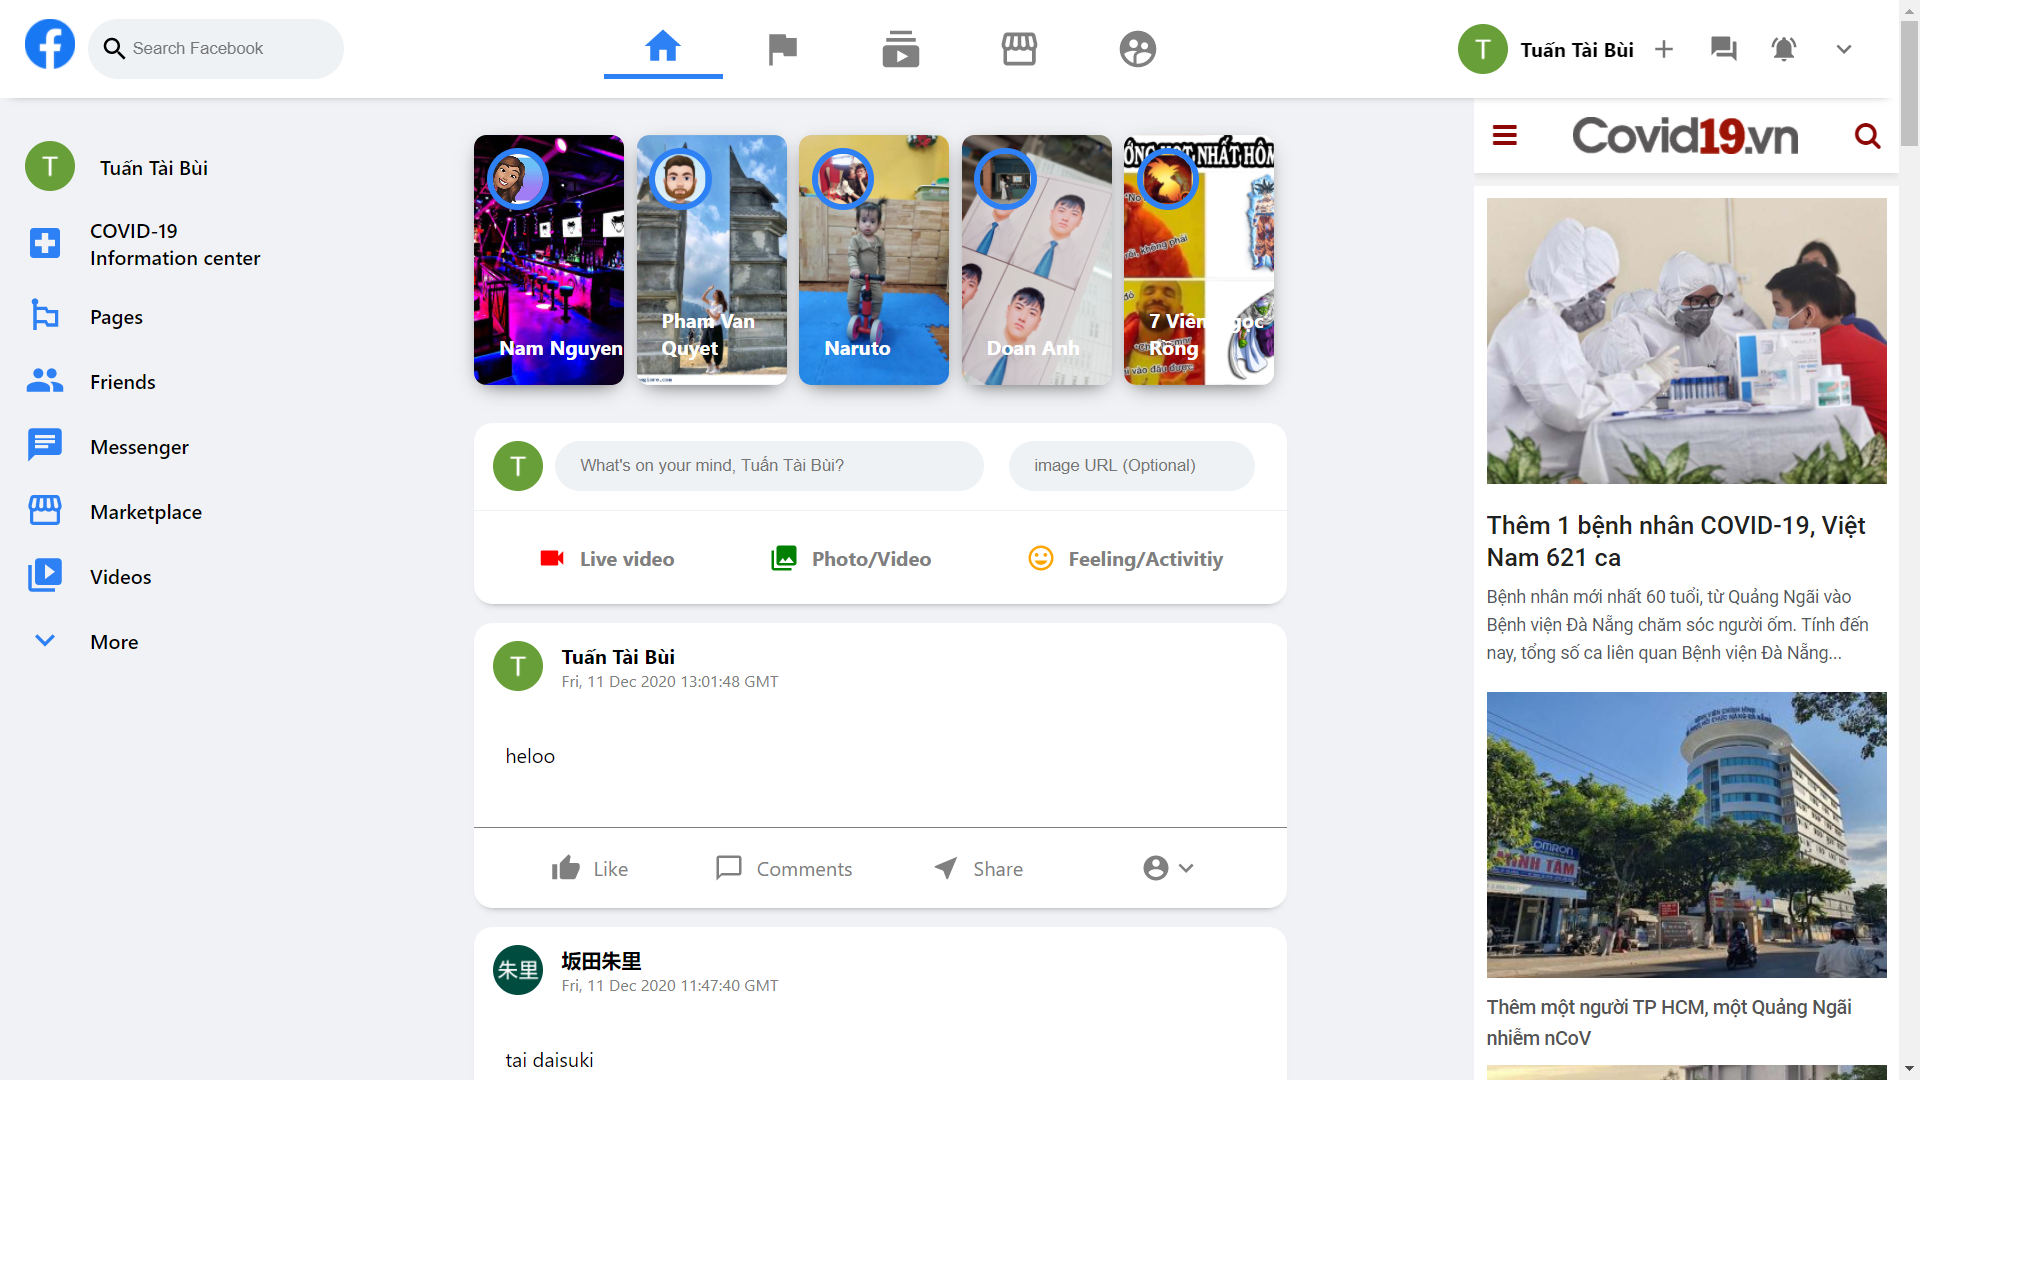 Search Facebook
T
Tuấn Tài Bùi
T
Tuấn Tài Bùi
COVID-19
Information center
Pages
Friends
Messenger
Marketplace
Videos
More
Nam Nguyen
Pham Van
Quyet
Naruto
Doan Anh
NHẤT HÔM
7 Viên Ngọc
Rồng
T
What's on your mind, Tuấn Tài Bùi?
image URL (Optional)
Live video
Photo/Video
Feeling/Activitiy
T
Tuấn Tài Bùi
Fri, 11 Dec 2020 13:01:48 GMT
heloo
Like
Comments
Share
朱里
坂田朱里
Fri, 11 Dec 2020 11:47:40 GMT
tai daisuki
Covid19.vn
Thêm 1 bệnh nhân COVID-19, Việt
Nam 621 ca
Bệnh nhân mới nhất 60 tuổi, từ Quảng Ngãi vào
Bệnh viện Đà Nẵng chăm sóc người ốm. Tính đến
nay, tổng số ca liên quan Bệnh viện Đà Nẵng...
OMRON
MINH TÂM
Thêm một người TP HCM, một Quảng Ngãi
nhiễm nCoV